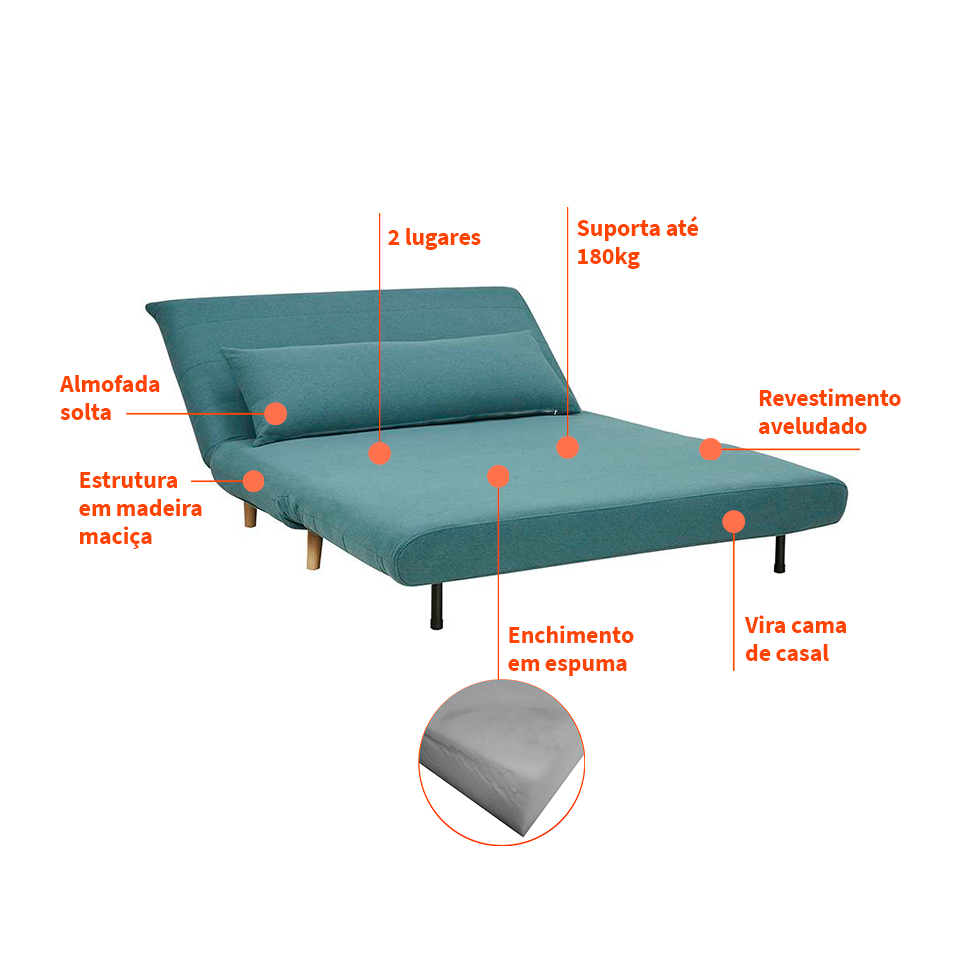 2 lugares
Suporta até
180kg
Almofada
solta
Revestimento
aveludado
Estrutura
em madeira
maciça
Enchimento
em espuma
Vira cama
de casal